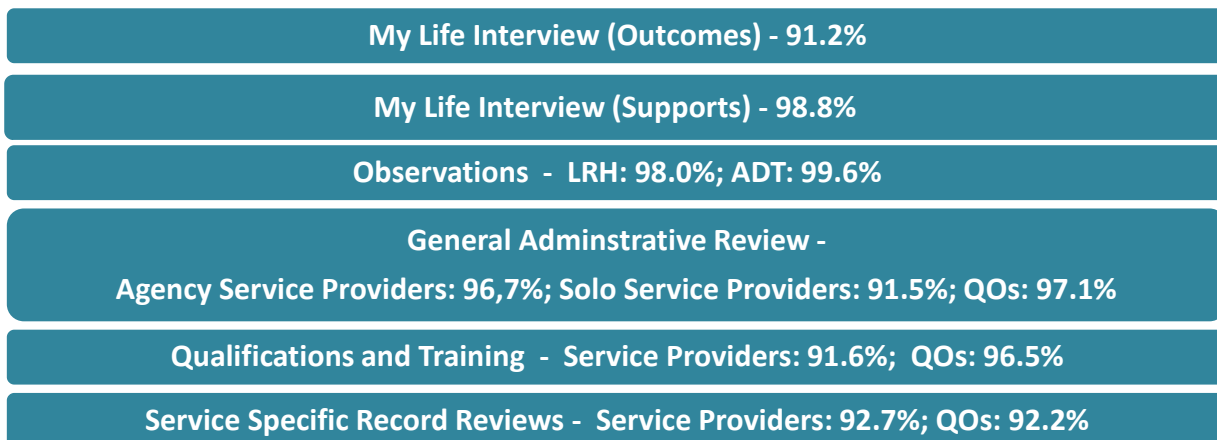 My Life Interview (Outcomes) - 91.2%
My Life Interview (Supports) - 98.8%
Observations  -  LRH: 98.0%; ADT: 99.6%
General Adminstrative Review -
Agency Service Providers: 96,7%; Solo Service Providers: 91.5%; QOs: 97.1%
Qualifications and Training  -  Service Providers: 91.6%;  QOs: 96.5%
Service Specific Record Reviews -  Service Providers: 92.7%; QOs: 92.2%